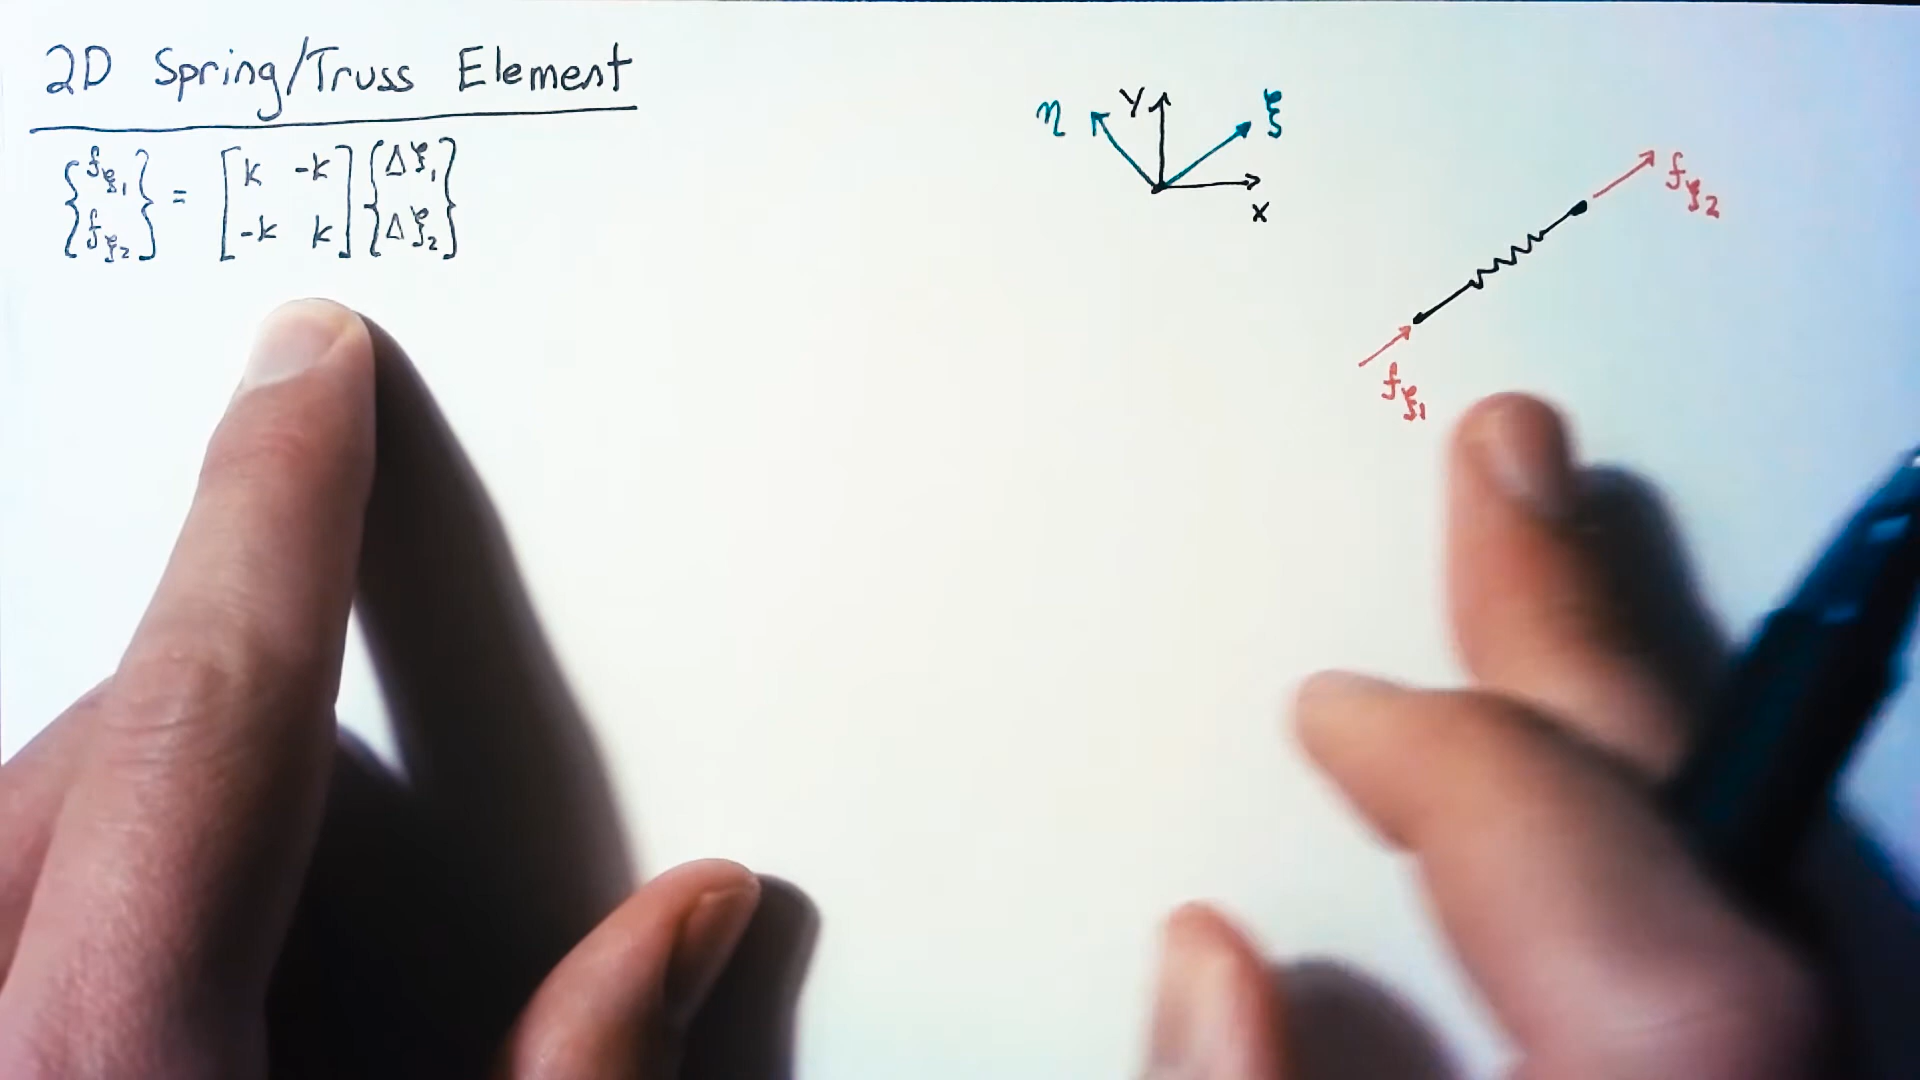 2D Spring/Truss Element
{fξ₁ fξ₂} = [k -k -k k] {Δξ₁ Δξ₂}
η Y ξ
X
fξ₂
fξ₁